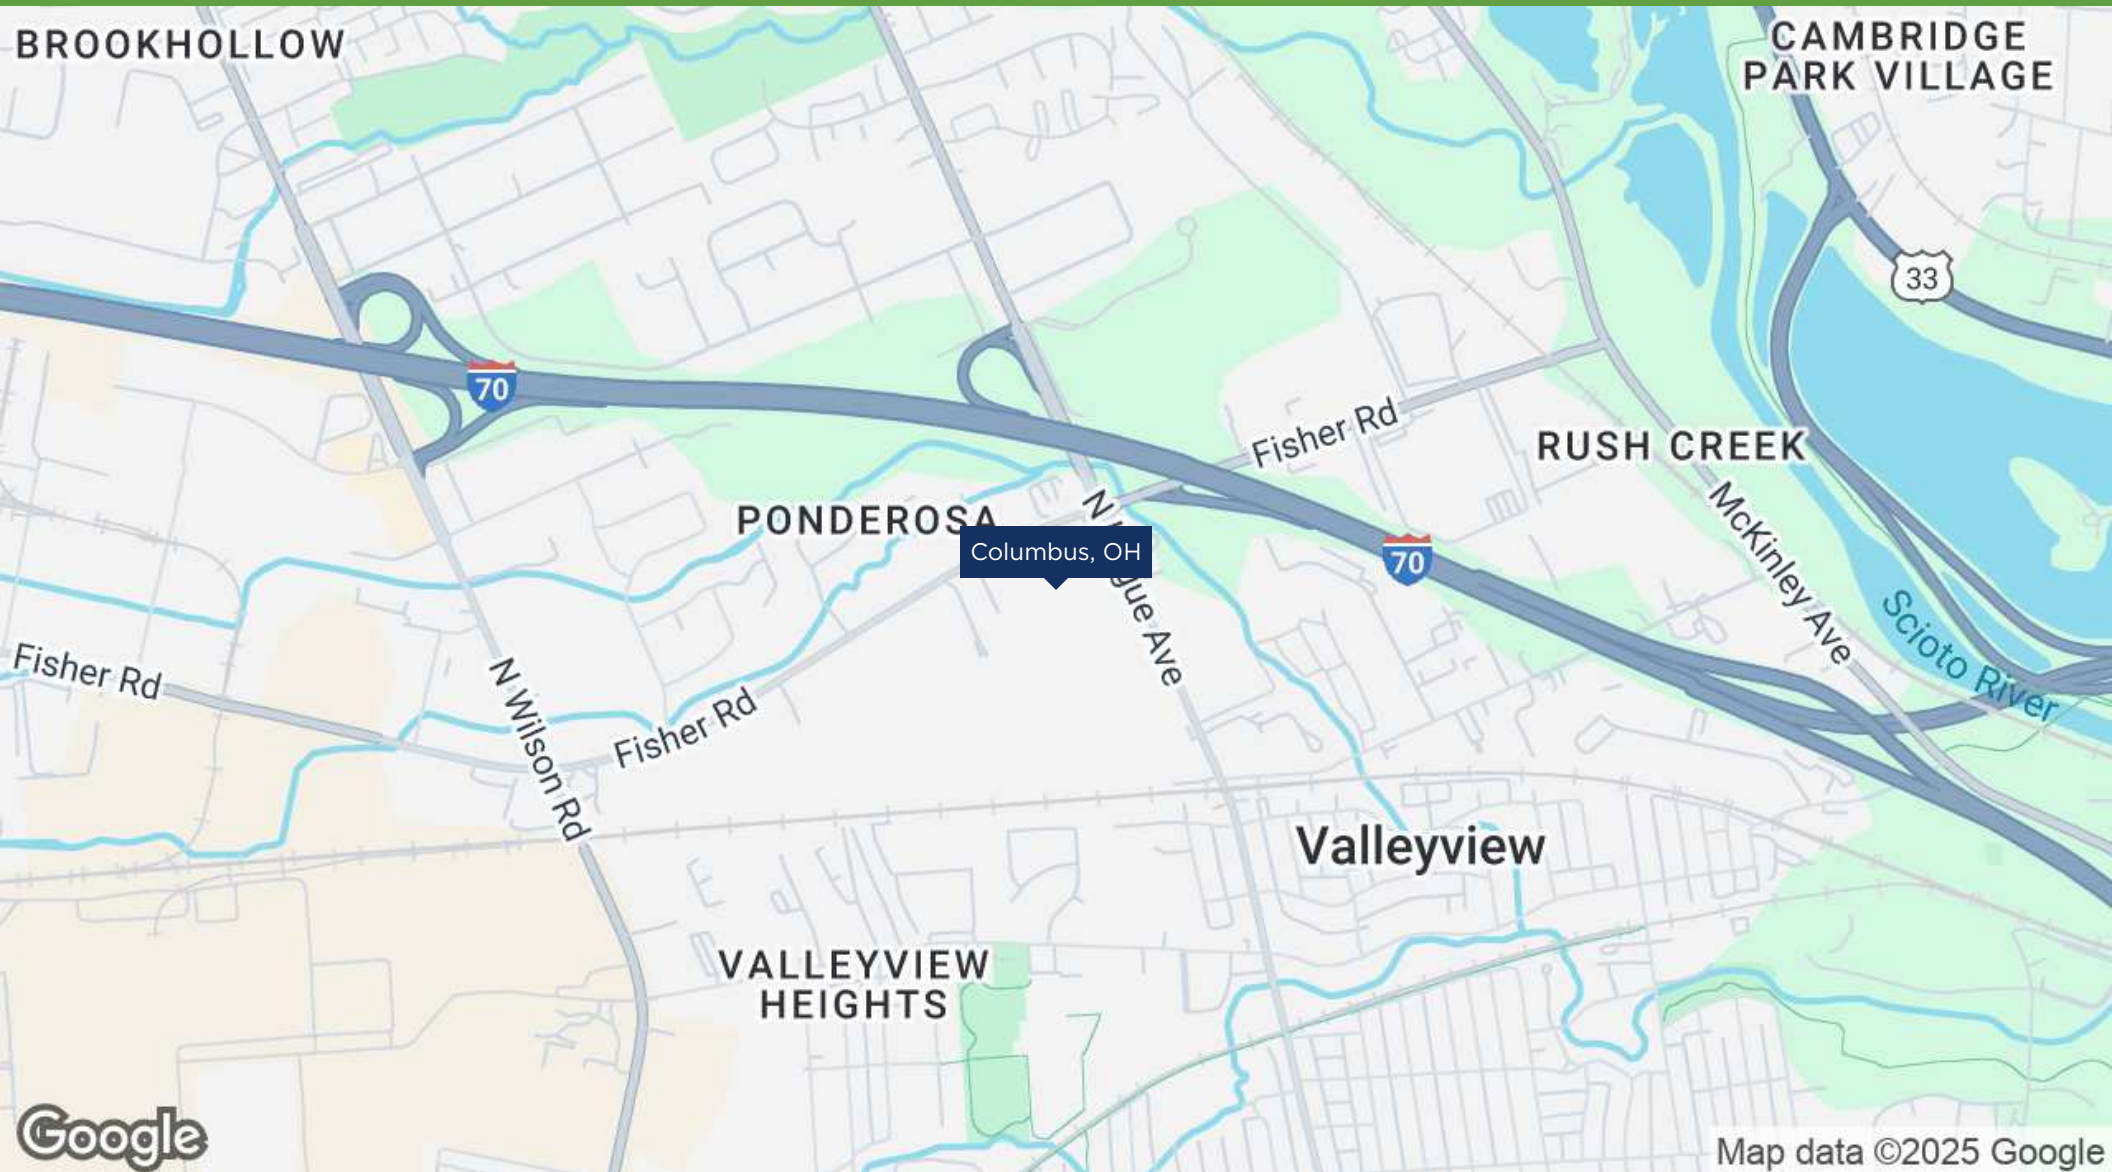 BROOKHOLLOW
CAMBRIDGE
PARK VILLAGE
33
70
Fisher Rd
RUSH CREEK
PONDEROSA
Columbus, OH
70
McKinley Ave
Scioto River
Fisher Rd
N Wilson Rd
Fisher Rd
Valleyview
VALLEYVIEW
HEIGHTS
Google
Map data ©2025 Google